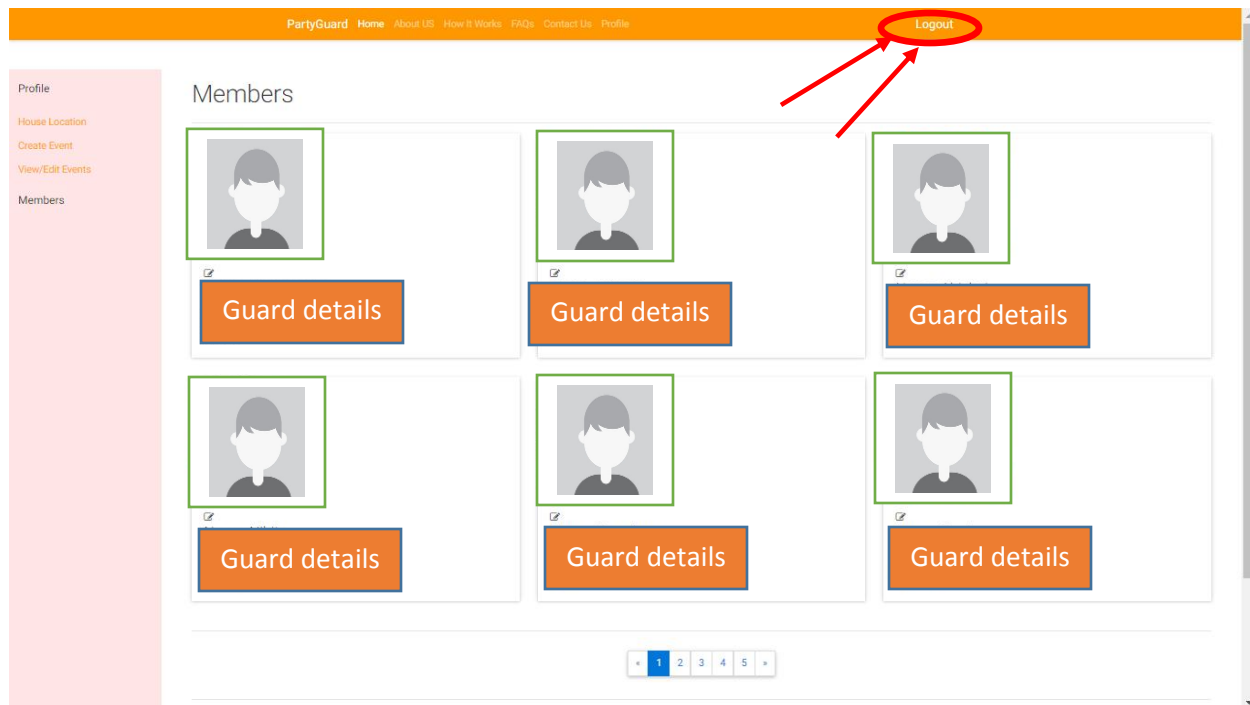 PartyGuard Home About US How It Works FAQs Contact Us Profile Logout
Profile
House Location
Create Event
View/Edit Events
Members
Members
Guard details
Guard details
Guard details
Guard details
Guard details
Guard details
« 1 2 3 4 5 »